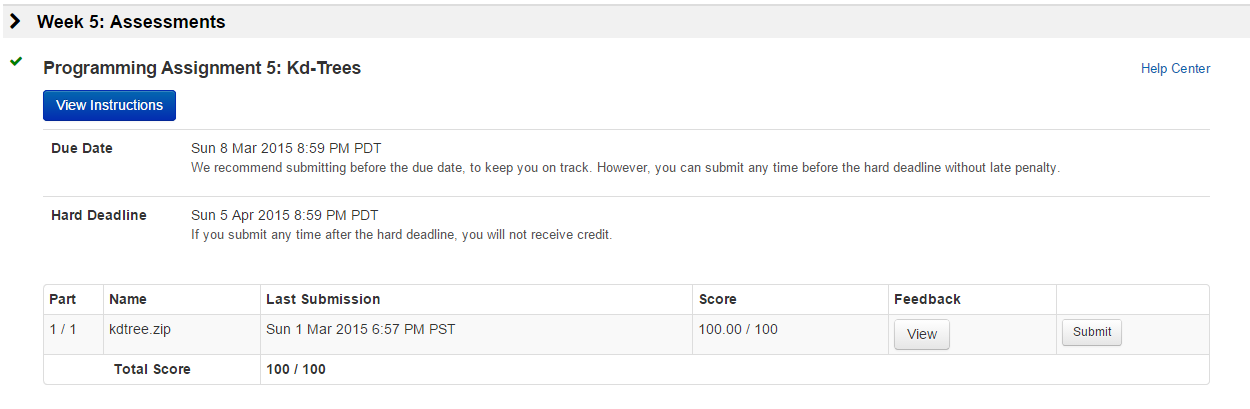 Week 5: Assessments
Programming Assignment 5: Kd-Trees
Help Center
View Instructions
Due Date Sun 8 Mar 2015 8:59 PM PDT
We recommend submitting before the due date, to keep you on track. However, you can submit any time before the hard deadline without late penalty.
Hard Deadline Sun 5 Apr 2015 8:59 PM PDT
If you submit any time after the hard deadline, you will not receive credit.
Part Name Last Submission Score Feedback
1 / 1 kdtree.zip Sun 1 Mar 2015 6:57 PM PST 100.00 / 100 View Submit
Total Score 100 / 100